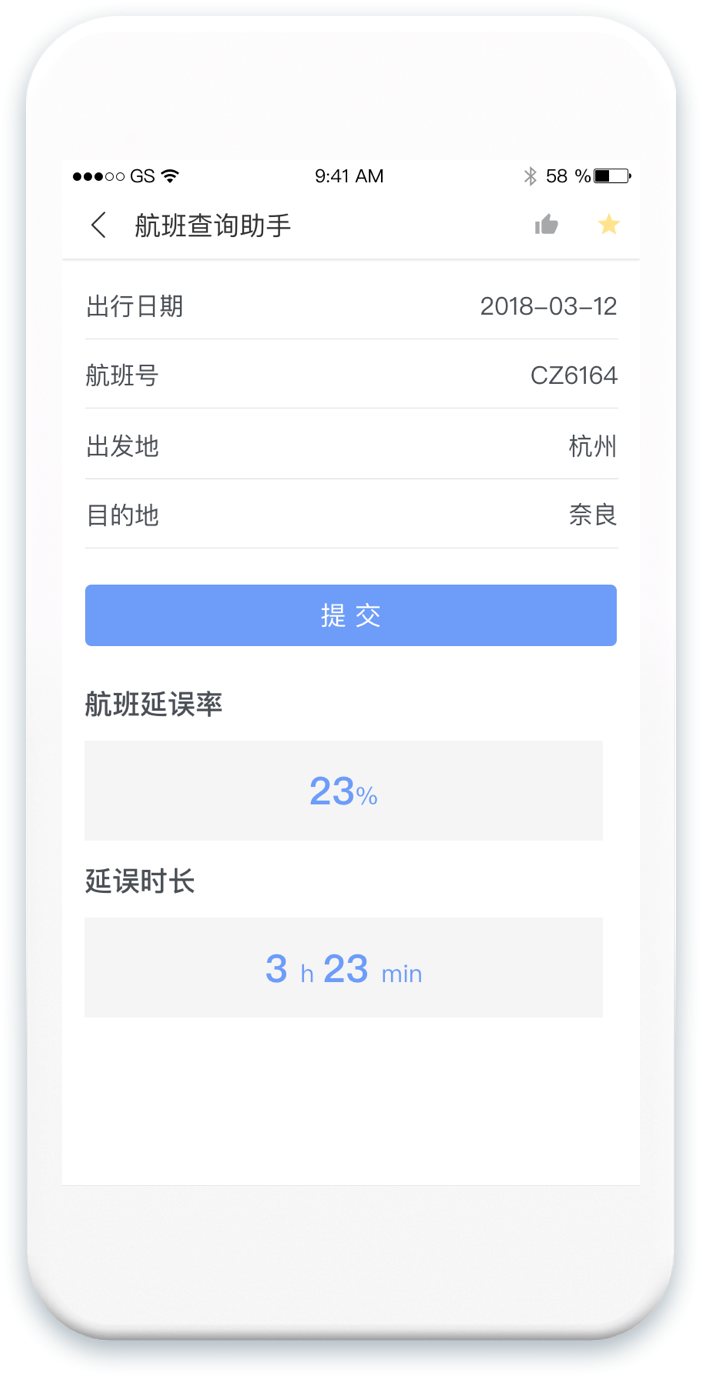 GS 9:41 AM 58 %
航班查询助手
出行日期 2018-03-12
航班号 CZ6164
出发地 杭州
目的地 奈良
提 交
航班延误率
23%
延误时长
3 h 23 min